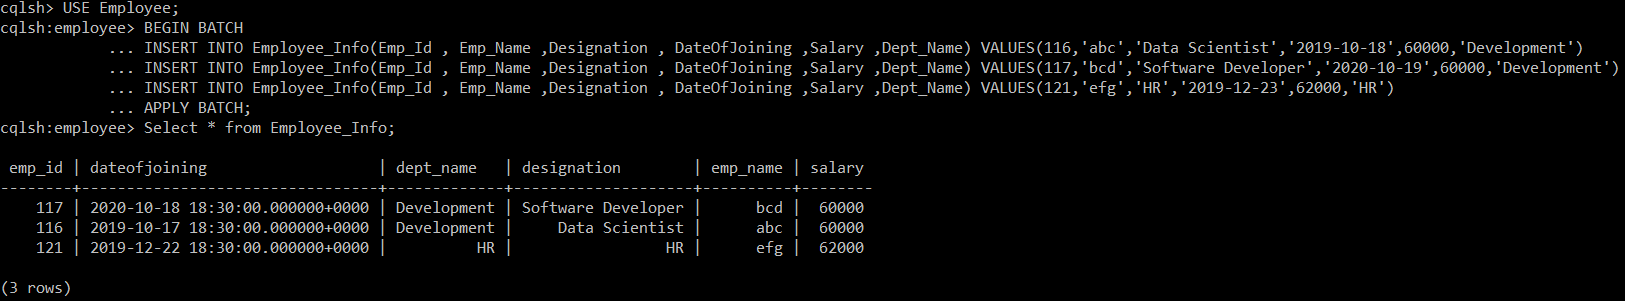 cqlsh> USE Employee;
cqlsh:employee> BEGIN BATCH
            ... INSERT INTO Employee_Info(Emp_Id , Emp_Name ,Designation , DateOfJoining ,Salary ,Dept_Name) VALUES(116,'abc','Data Scientist','2019-10-18',60000,'Development')
            ... INSERT INTO Employee_Info(Emp_Id , Emp_Name ,Designation , DateOfJoining ,Salary ,Dept_Name) VALUES(117,'bcd','Software Developer','2020-10-19',60000,'Development')
            ... INSERT INTO Employee_Info(Emp_Id , Emp_Name ,Designation , DateOfJoining ,Salary ,Dept_Name) VALUES(121,'efg','HR','2019-12-23',62000,'HR')
            ... APPLY BATCH;
cqlsh:employee> Select * from Employee_Info;
 emp_id | dateofjoining                   | dept_name   | designation        | emp_name | salary
--------+---------------------------------+-------------+--------------------+----------+--------
    117 | 2020-10-18 18:30:00.000000+0000 | Development | Software Developer |      bcd |  60000
    116 | 2019-10-17 18:30:00.000000+0000 | Development |     Data Scientist |      abc |  60000
    121 | 2019-12-22 18:30:00.000000+0000 |          HR |                 HR |      efg |  62000
(3 rows)